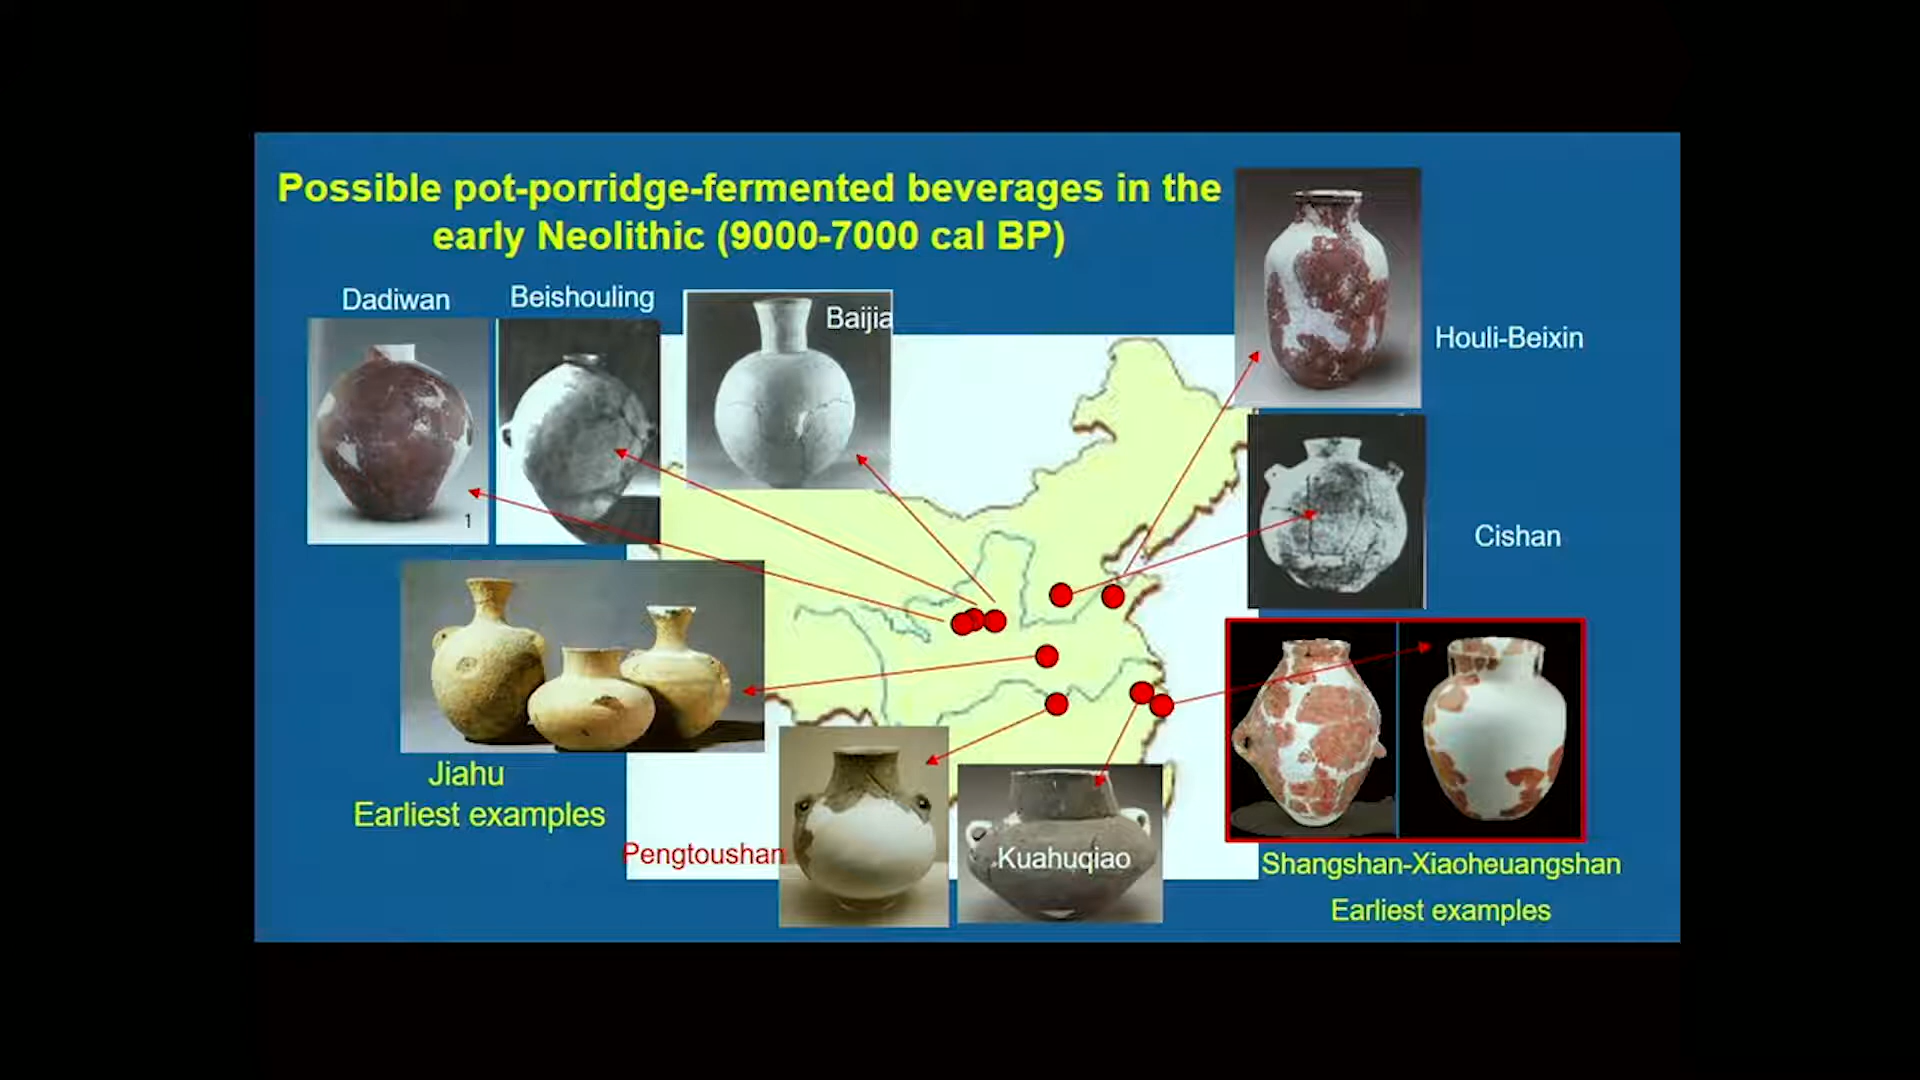 Possible pot-porridge-fermented beverages in the
early Neolithic (9000-7000 cal BP)
Dadiwan
Beishouling
Baijia
Houli-Beixin
1
Cishan
Jiahu
Earliest examples
Pengtoushan
Kuahuqiao
Shangshan-Xiaoheuangshan
Earliest examples